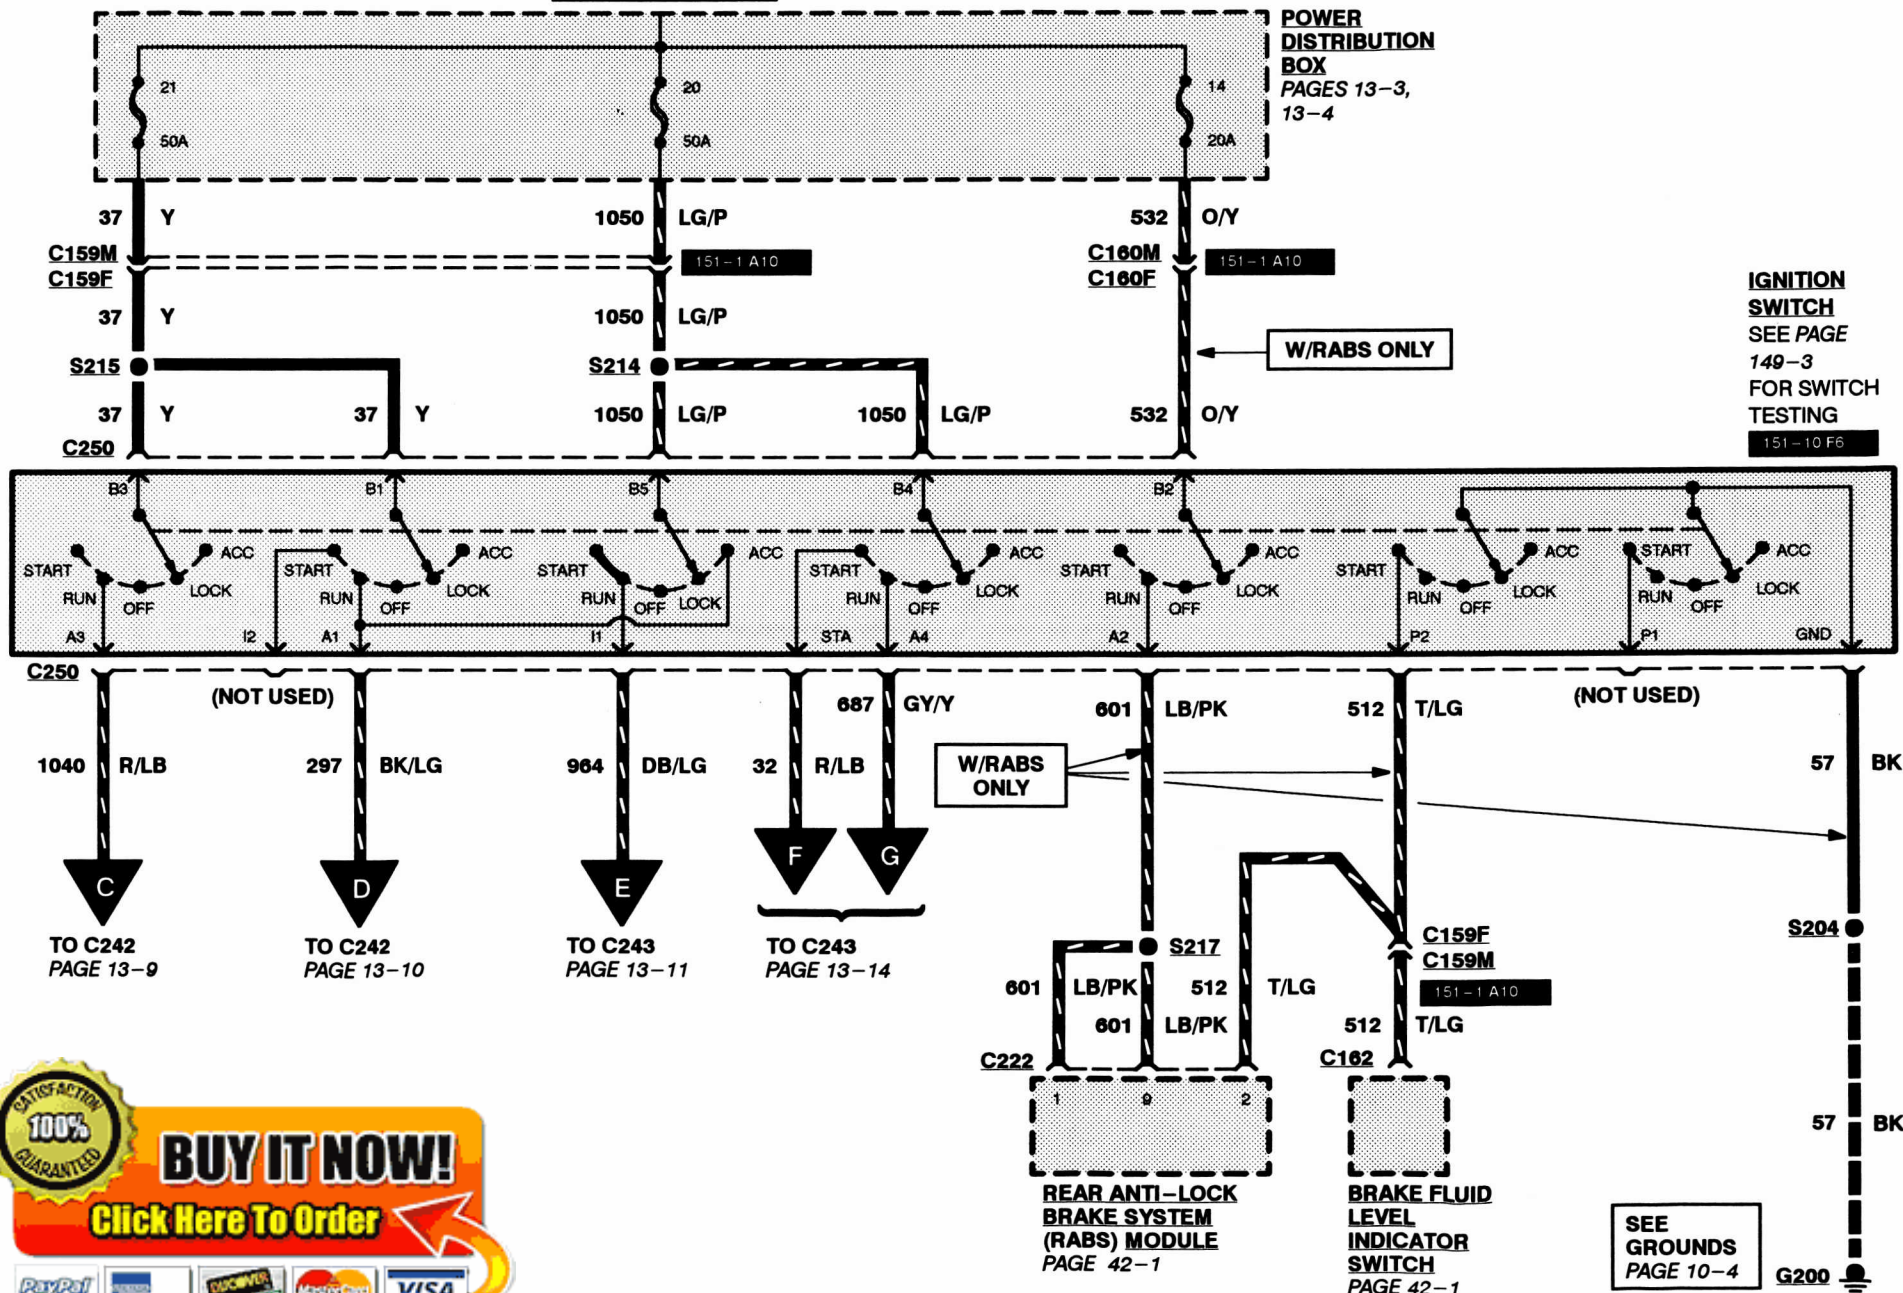 POWER
DISTRIBUTION
BOX
PAGES 13-3,
13-4
21
50A
20
50A
14
20A
37 Y
1050 LG/P
532 O/Y
C159M
C159F
151-1 A10
C160M
C160F
151-1 A10
37 Y
1050 LG/P
W/RABS ONLY
IGNITION
SWITCH
SEE PAGE
149-3
FOR SWITCH
TESTING
151-10 F6
S215
S214
37 Y
37 Y
1050 LG/P
1050 LG/P
532 O/Y
C250
B3
B1
B5
B4
B2
START
RUN
OFF
LOCK
ACC
START
RUN
OFF
LOCK
ACC
START
RUN
OFF
LOCK
ACC
START
RUN
OFF
LOCK
ACC
START
RUN
OFF
LOCK
ACC
START
RUN
OFF
LOCK
ACC
START
RUN
OFF
LOCK
ACC
A3
I2
A1
I1
STA
A4
A2
P2
P1
GND
C250
(NOT USED)
(NOT USED)
687 GY/Y
601 LB/PK
512 T/LG
1040 R/LB
297 BK/LG
964 DB/LG
32 R/LB
W/RABS
ONLY
57 BK
C
D
E
F
G
TO C242
PAGE 13-9
TO C242
PAGE 13-10
TO C243
PAGE 13-11
TO C243
PAGE 13-14
S217
C159F
C159M
151-1 A10
S204
601 LB/PK
512 T/LG
601 LB/PK
512 T/LG
C222
C162
1
9
2
57 BK
REAR ANTI-LOCK
BRAKE SYSTEM
(RABS) MODULE
PAGE 42-1
BRAKE FLUID
LEVEL
INDICATOR
SWITCH
PAGE 42-1
SEE
GROUNDS
PAGE 10-4
G200
SATISFACTION
100%
GUARANTEED
BUY IT NOW!
Click Here To Order
PayPal
DISCOVER
MasterCard
VISA